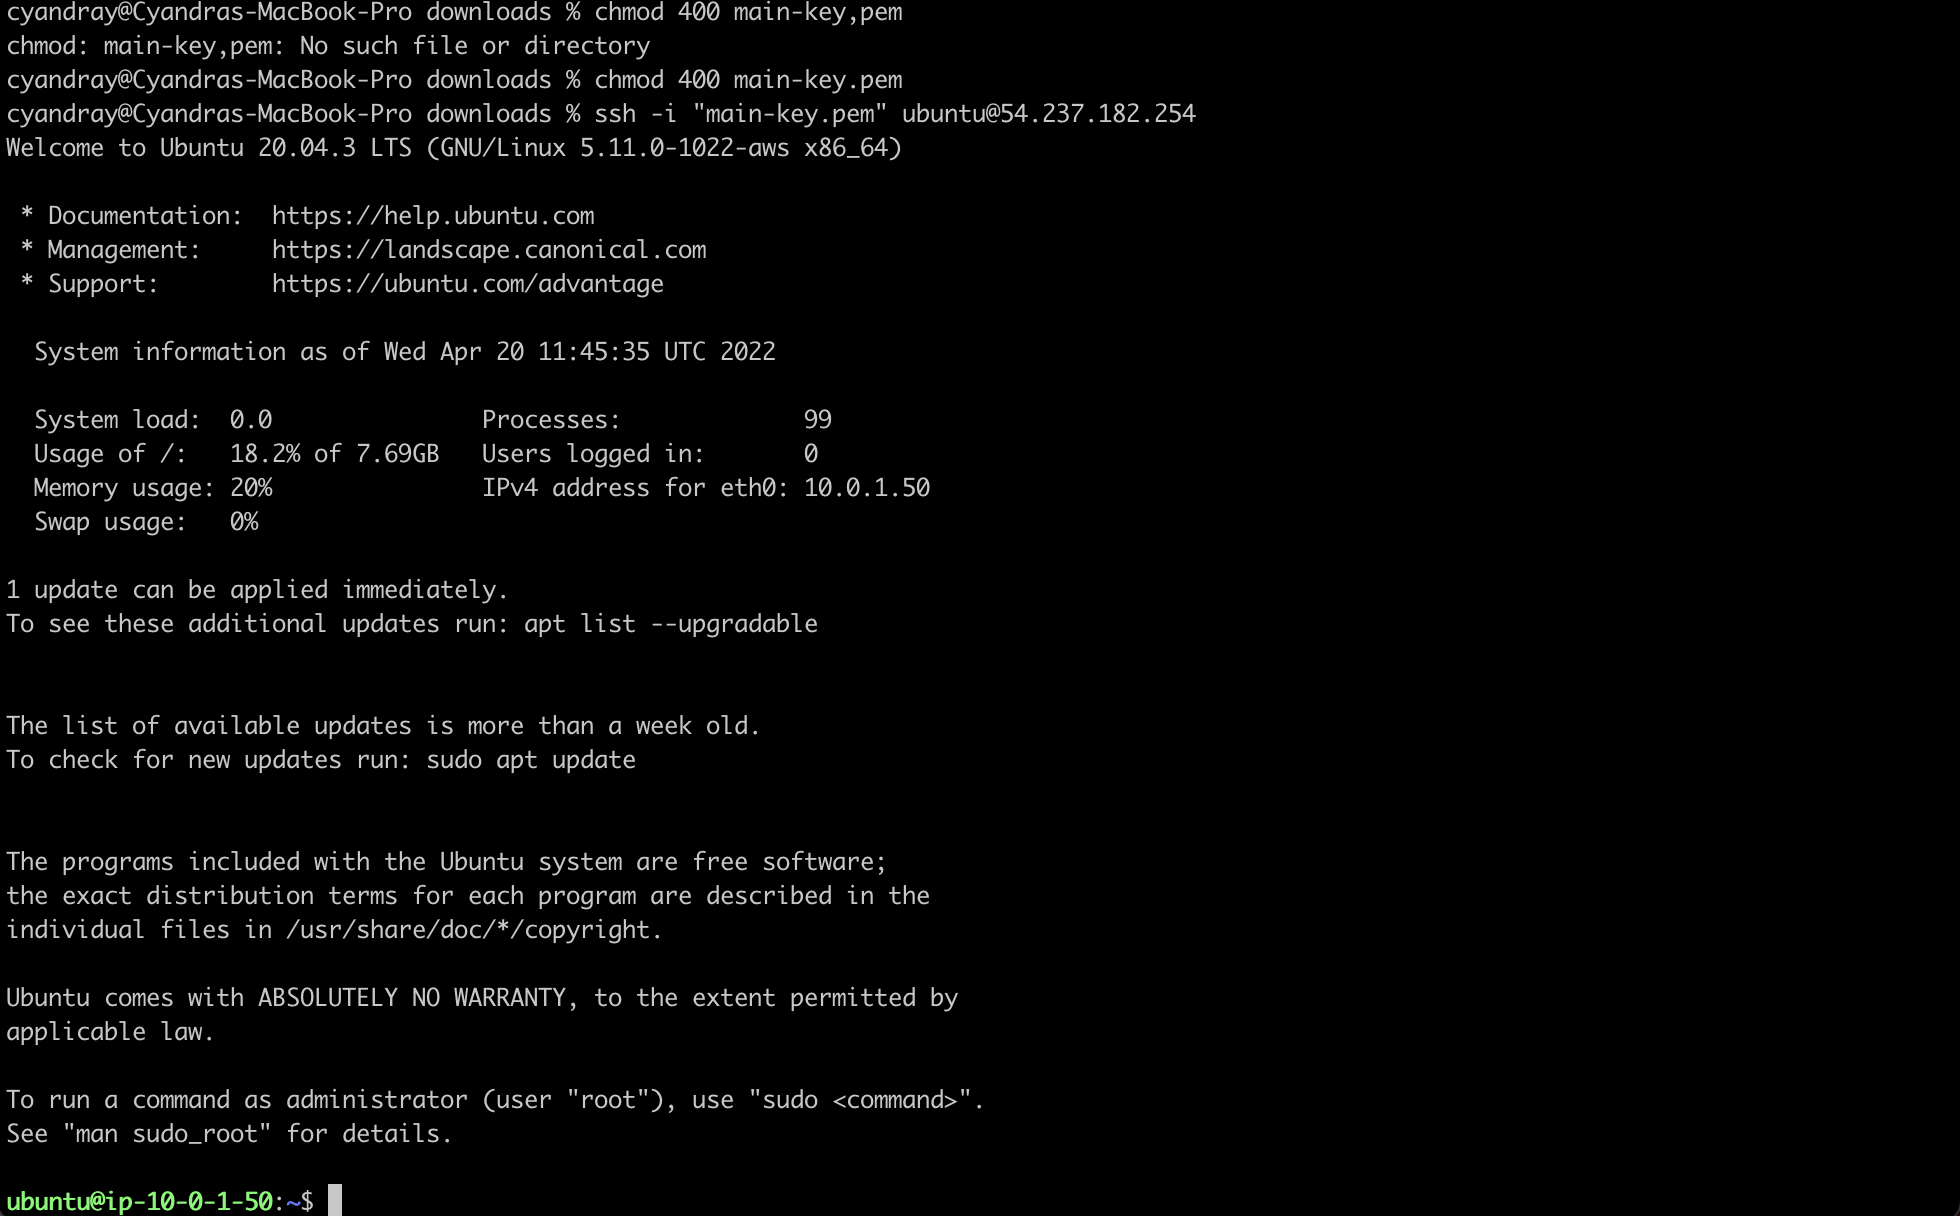 cyandray@Cyandras-MacBook-Pro downloads % chmod 400 main-key,pem
chmod: main-key,pem: No such file or directory
cyandray@Cyandras-MacBook-Pro downloads % chmod 400 main-key.pem
cyandray@Cyandras-MacBook-Pro downloads % ssh -i "main-key.pem" ubuntu@54.237.182.254
Welcome to Ubuntu 20.04.3 LTS (GNU/Linux 5.11.0-1022-aws x86_64)

 * Documentation:  https://help.ubuntu.com
 * Management:     https://landscape.canonical.com
 * Support:        https://ubuntu.com/advantage

  System information as of Wed Apr 20 11:45:35 UTC 2022

  System load:  0.0               Processes:             99
  Usage of /:   18.2% of 7.69GB   Users logged in:       0
  Memory usage: 20%               IPv4 address for eth0: 10.0.1.50
  Swap usage:   0%

1 update can be applied immediately.
To see these additional updates run: apt list --upgradable


The list of available updates is more than a week old.
To check for new updates run: sudo apt update


The programs included with the Ubuntu system are free software;
the exact distribution terms for each program are described in the
individual files in /usr/share/doc/*/copyright.

Ubuntu comes with ABSOLUTELY NO WARRANTY, to the extent permitted by
applicable law.

To run a command as administrator (user "root"), use "sudo <command>".
See "man sudo_root" for details.

ubuntu@ip-10-0-1-50:~$